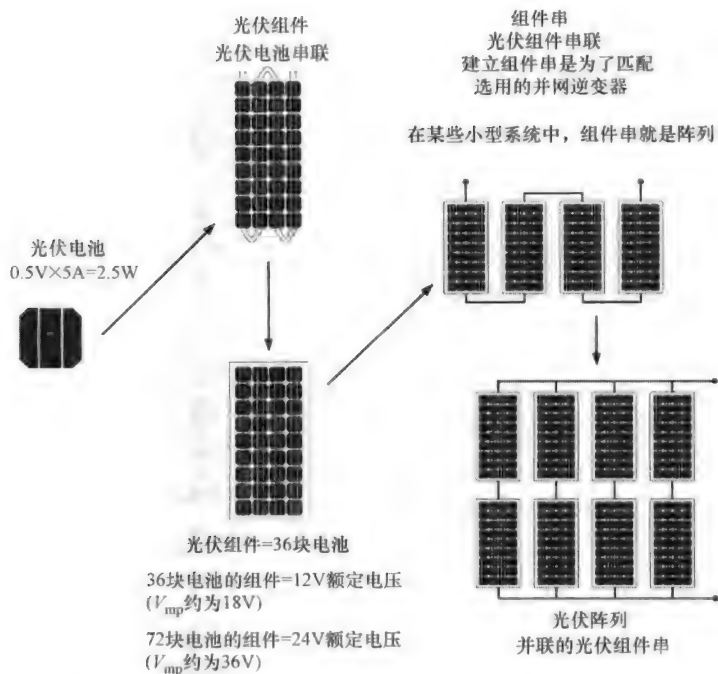 光伏组件
光伏电池串联
组件串
光伏组件串联
建立组件串是为了匹配
选用的并网逆变器
在某些小型系统中，组件串就是阵列
光伏电池
0.5V×5A=2.5W
光伏组件=36块电池
36块电池的组件=12V额定电压
(Vmp约为18V)
72块电池的组件=24V额定电压
(Vmp约为36V)
光伏阵列
并联的光伏组件串